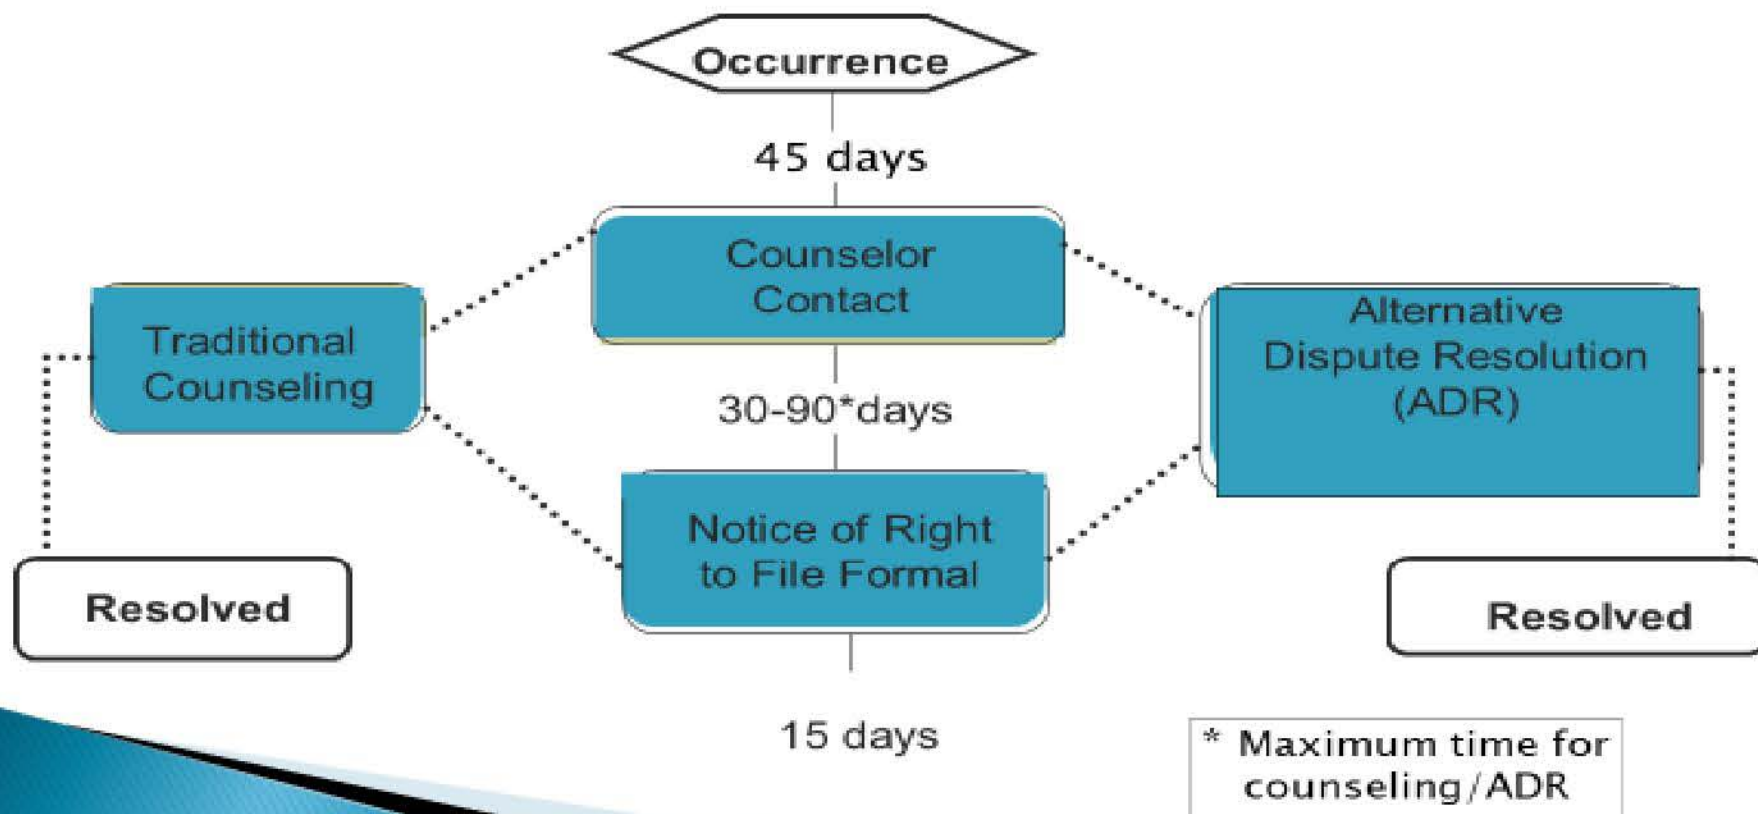 Occurrence
45 days
Counselor
Contact
Traditional
Counseling
Alternative
Dispute Resolution
(ADR)
30-90*days
Notice of Right
to File Formal
Resolved
Resolved
15 days
* Maximum time for
counseling/ADR